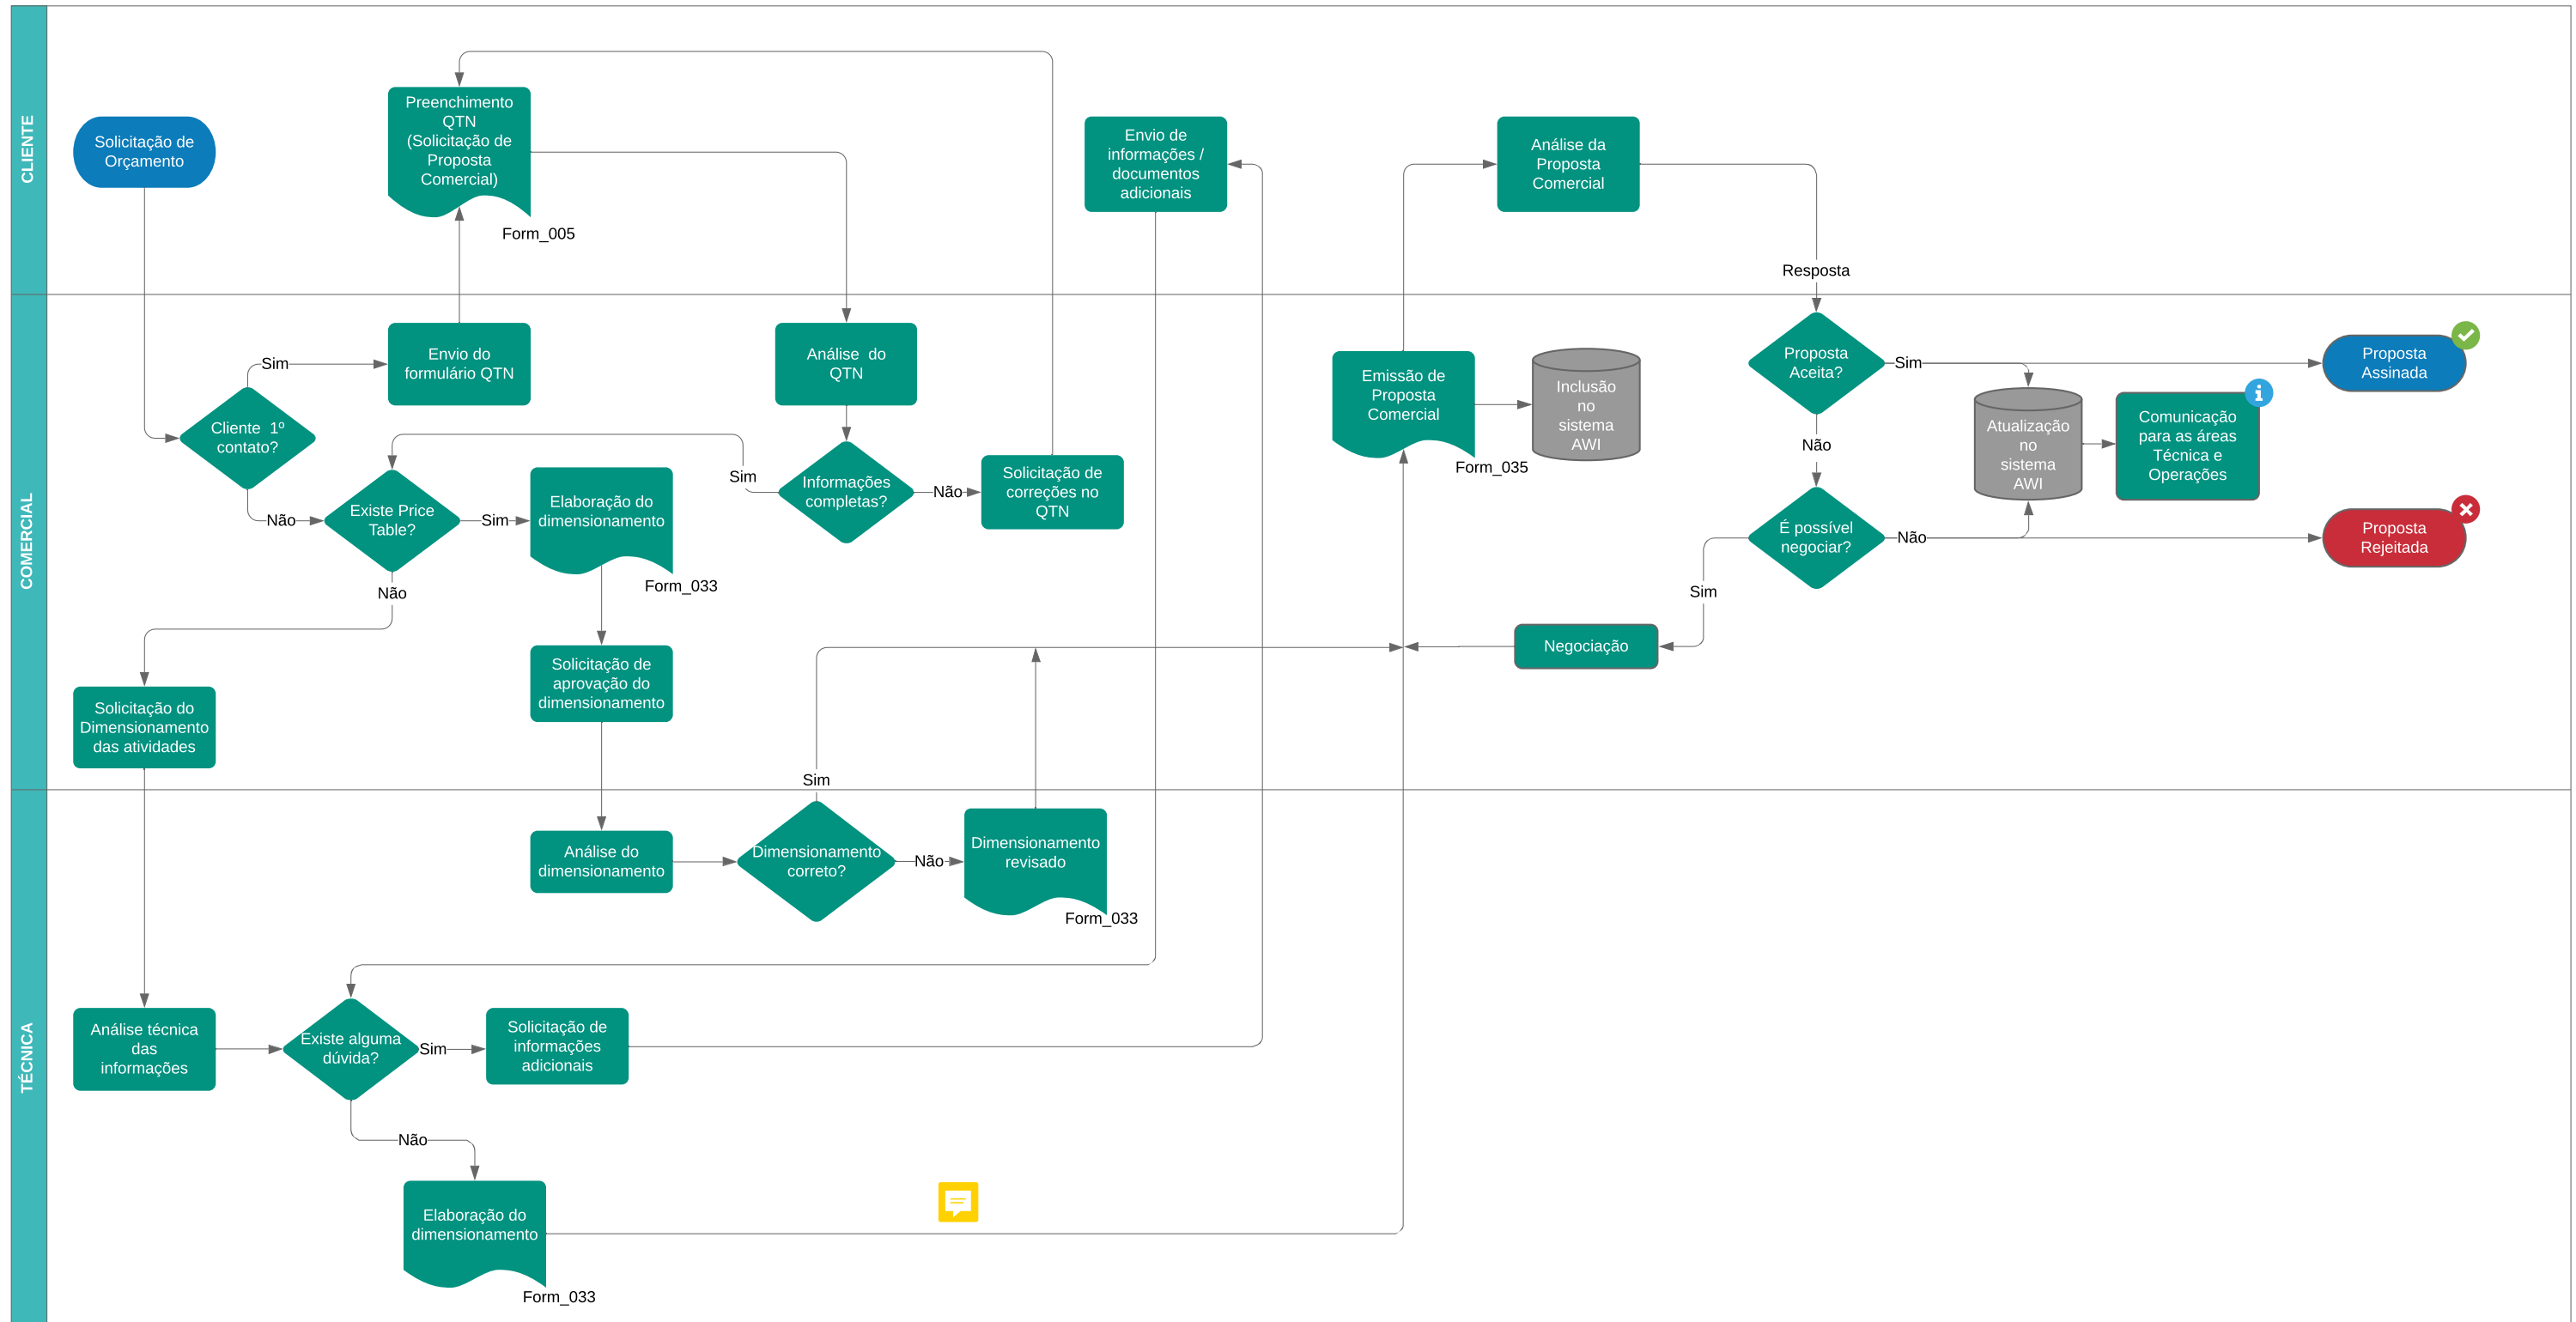 CLIENTE
Solicitação de
Orçamento
Preenchimento
QTN
(Solicitação de
Proposta
Comercial)
Form_005
Envio de
informações /
documentos
adicionais
Análise da
Proposta
Comercial
Resposta
COMERCIAL
Cliente 1º
contato?
Sim
Não
Envio do
formulário QTN
Análise do
QTN
Informações
completas?
Sim
Não
Solicitação de
correções no
QTN
Existe Price
Table?
Sim
Não
Elaboração do
dimensionamento
Form_033
Solicitação de
aprovação do
dimensionamento
Solicitação do
Dimensionamento
das atividades
Sim
Emissão de
Proposta
Comercial
Form_035
Inclusão
no
sistema
AWI
Proposta
Aceita?
Sim
Não
É possível
negociar?
Não
Sim
Negociação
Atualização
no
sistema
AWI
Comunicação
para as áreas
Técnica e
Operações
Proposta
Assinada
Proposta
Rejeitada
TÉCNICA
Análise do
dimensionamento
Dimensionamento
correto?
Não
Dimensionamento
revisado
Form_033
Análise técnica
das
informações
Existe alguma
dúvida?
Sim
Solicitação de
informações
adicionais
Não
Elaboração do
dimensionamento
Form_033